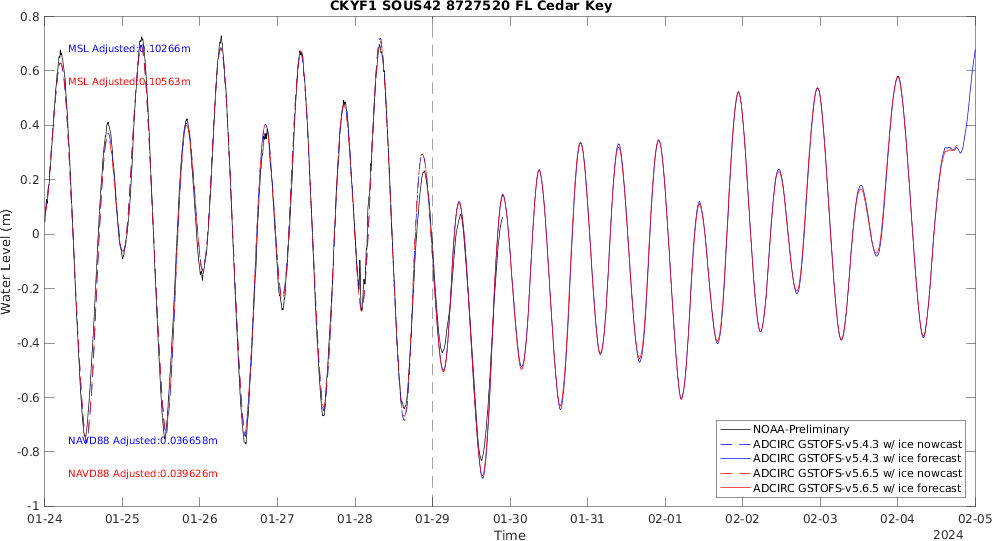 CKYF1 SOUS42 8727520 FL Cedar Key
Water Level (m)
0.8
0.6
0.4
0.2
0
-0.2
-0.4
-0.6
-0.8
-1
MSL Adjusted:0.10266m
MSL Adjusted:0.10563m
NAVD88 Adjusted:0.036658m
NAVD88 Adjusted:0.039626m
NOAA-Preliminary
ADCIRC GSTOFS-v5.4.3 w/ ice nowcast
ADCIRC GSTOFS-v5.4.3 w/ ice forecast
ADCIRC GSTOFS-v5.6.5 w/ ice nowcast
ADCIRC GSTOFS-v5.6.5 w/ ice forecast
01-24 01-25 01-26 01-27 01-28 01-29 01-30 01-31 02-01 02-02 02-03 02-04 02-05
Time
2024